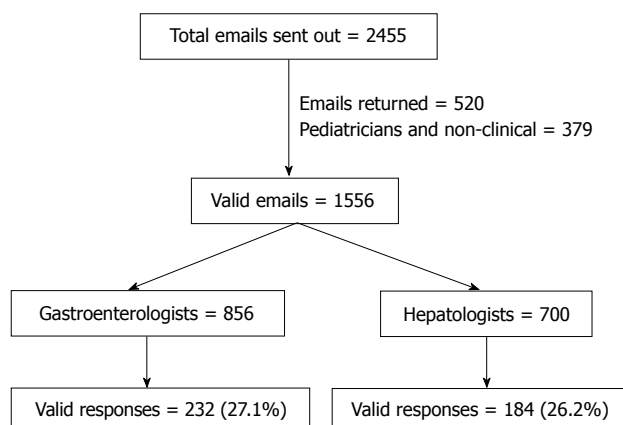 Total emails sent out = 2455
Emails returned = 520
Pediatricians and non-clinical = 379
Valid emails = 1556
Gastroenterologists = 856
Hepatologists = 700
Valid responses = 232 (27.1%)
Valid responses = 184 (26.2%)